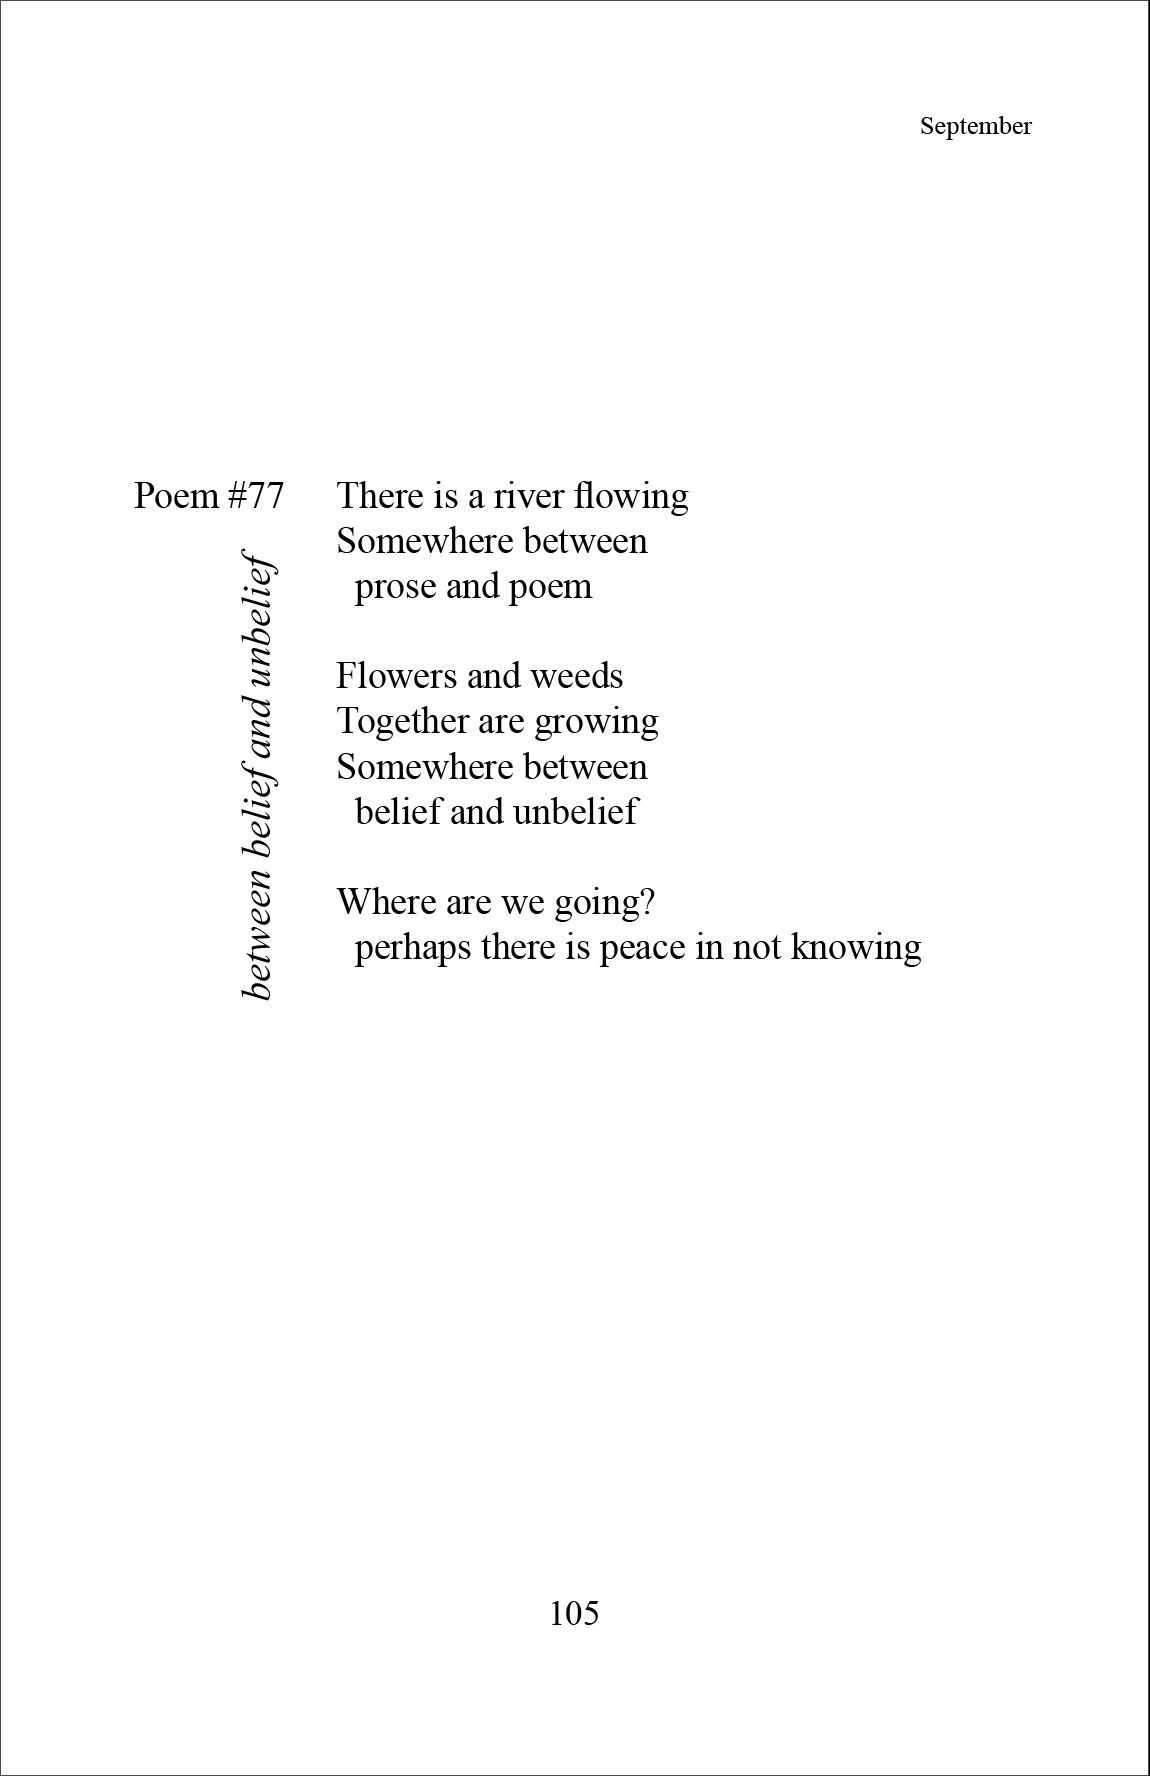 September
Poem #77
between belief and unbelief
There is a river flowing
Somewhere between
prose and poem
Flowers and weeds
Together are growing
Somewhere between
belief and unbelief
Where are we going?
perhaps there is peace in not knowing
105